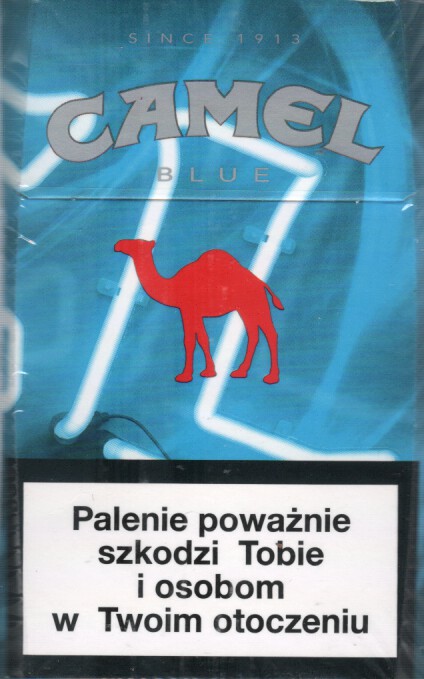 SINCE 1913
CAMEL
BLUE
Palenie poważnie
szkodzi Tobie
i osobom
w Twoim otoczeniu